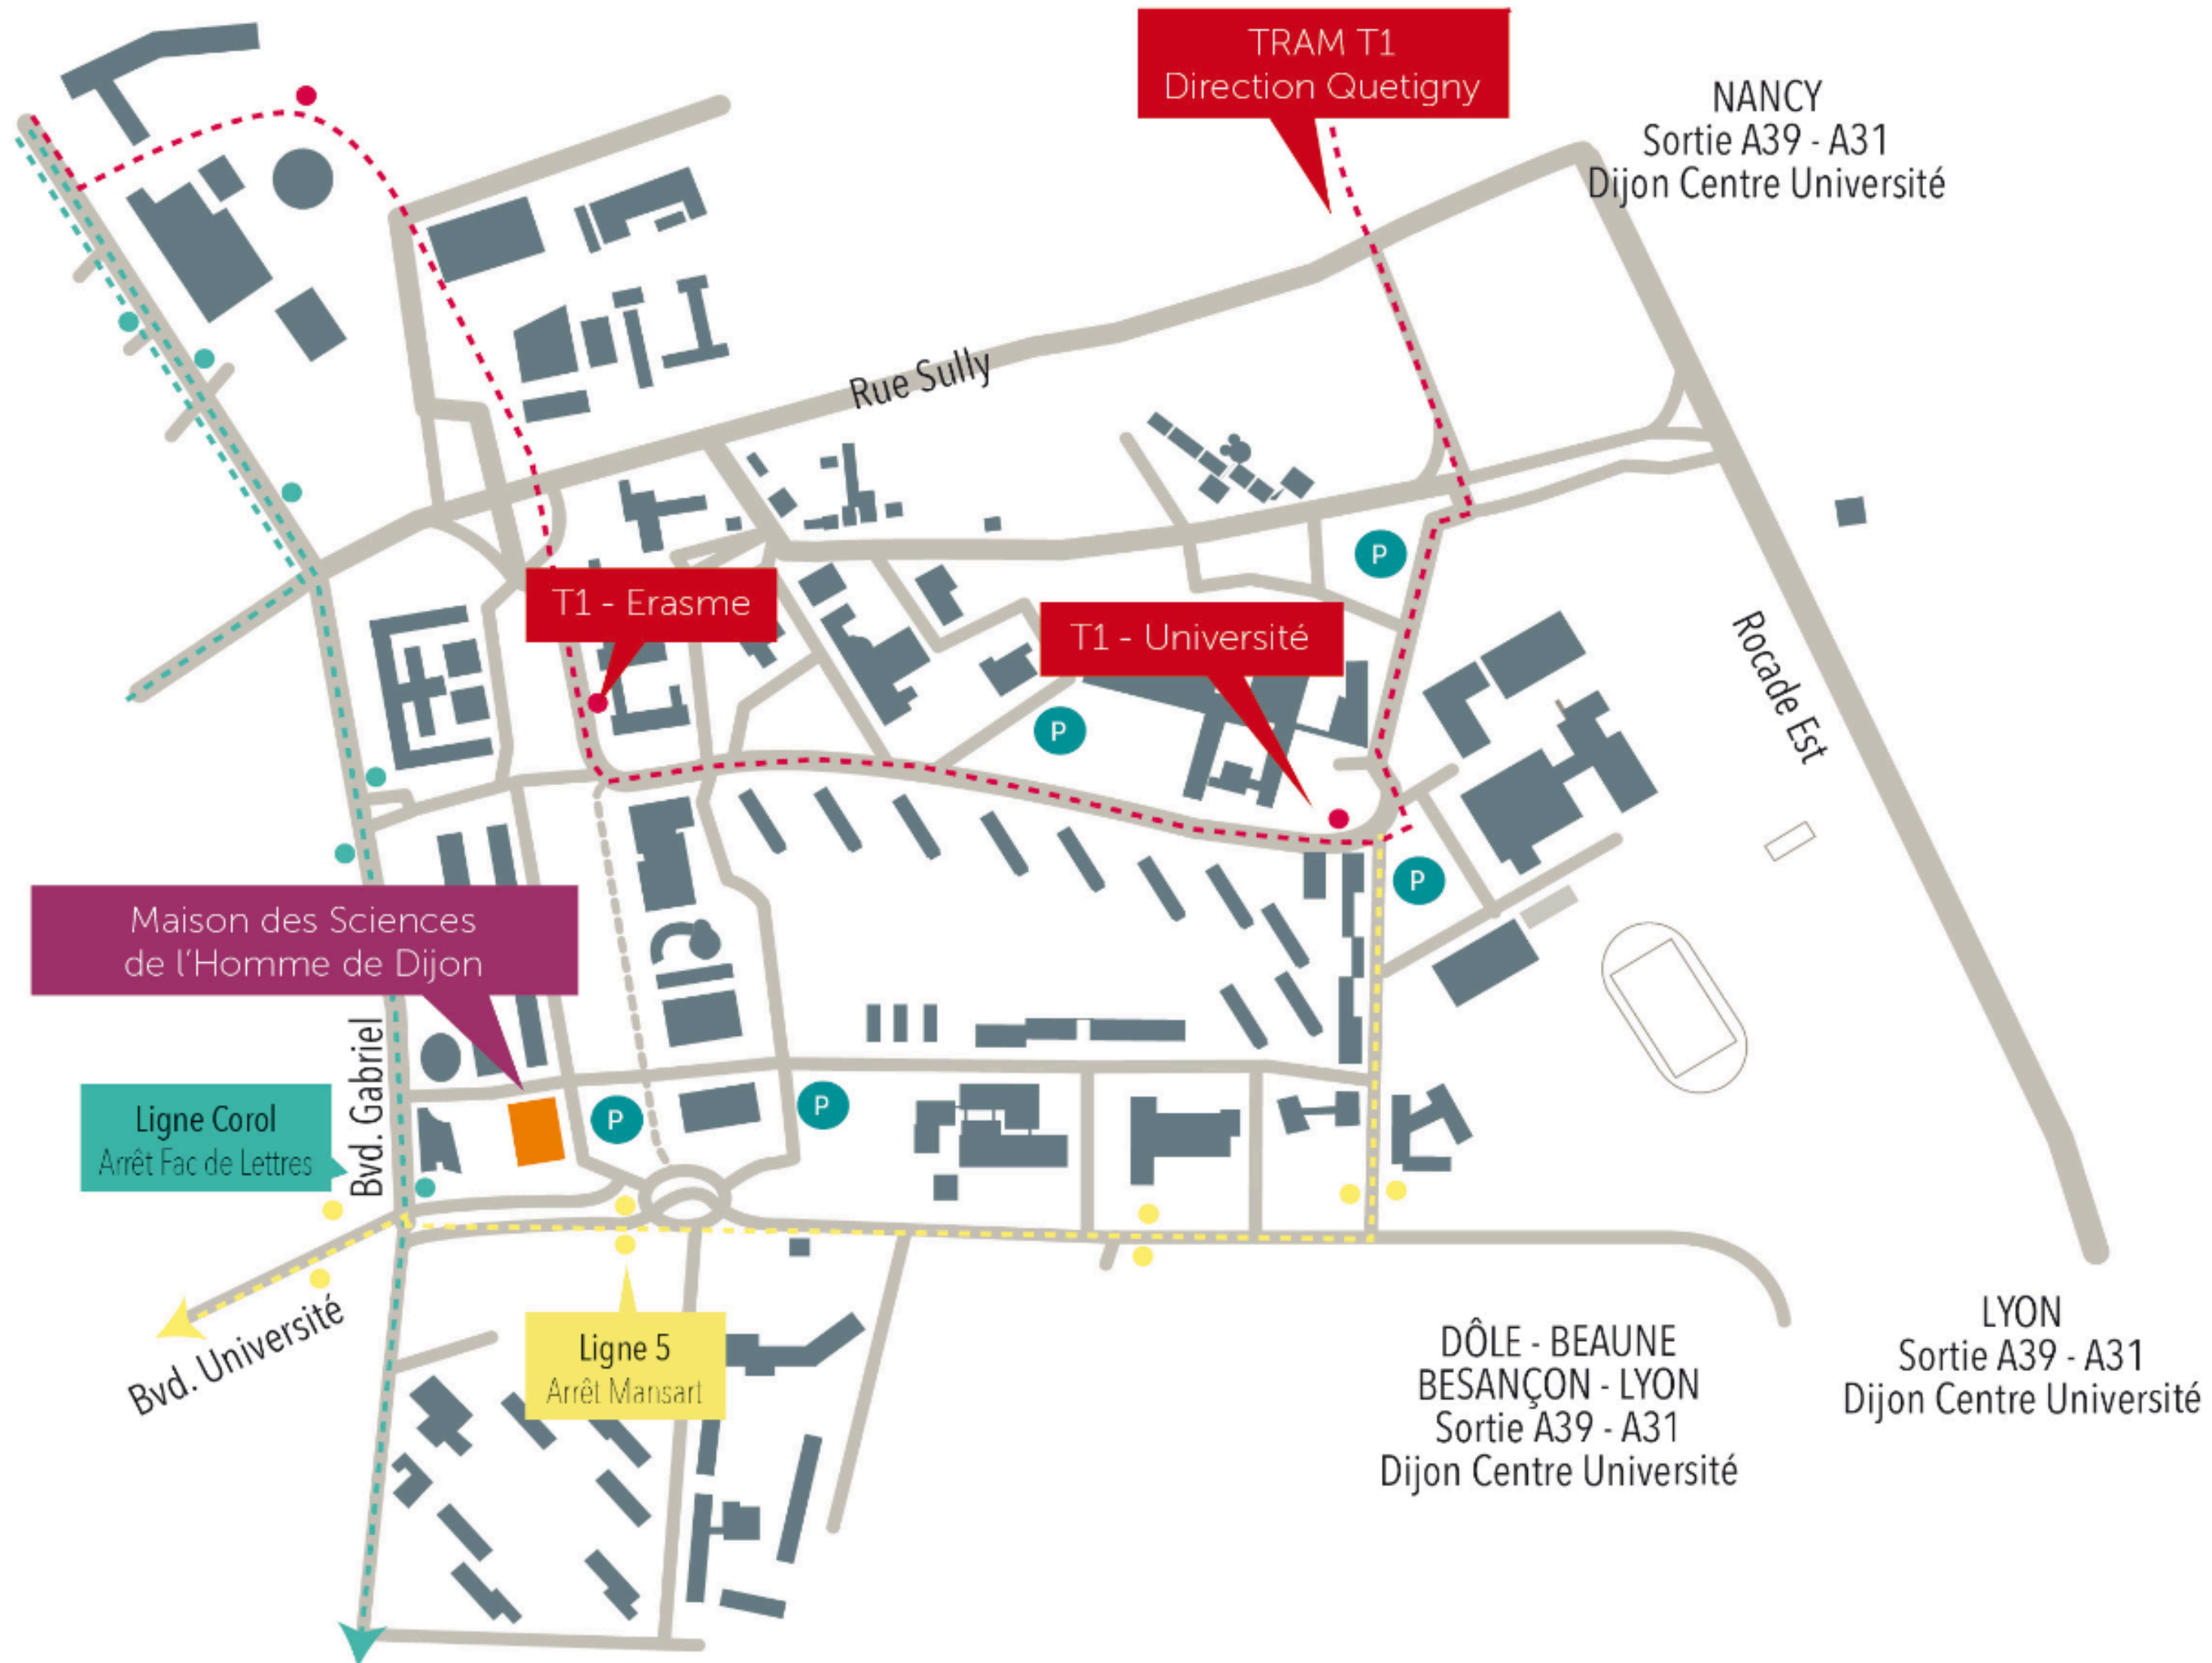 TRAM T1
Direction Quetigny
NANCY
Sortie A39 - A31
Dijon Centre Université
Rue Sully
T1 - Erasme
T1 - Université
P
P
P
P
P
Rocade Est
Maison des Sciences
de l'Homme de Dijon
Bvd. Gabriel
Ligne Corol
Arrêt Fac de Lettres
Bvd. Université
Ligne 5
Arrêt Mansart
DÔLE - BEAUNE
BESANÇON - LYON
Sortie A39 - A31
Dijon Centre Université
LYON
Sortie A39 - A31
Dijon Centre Université